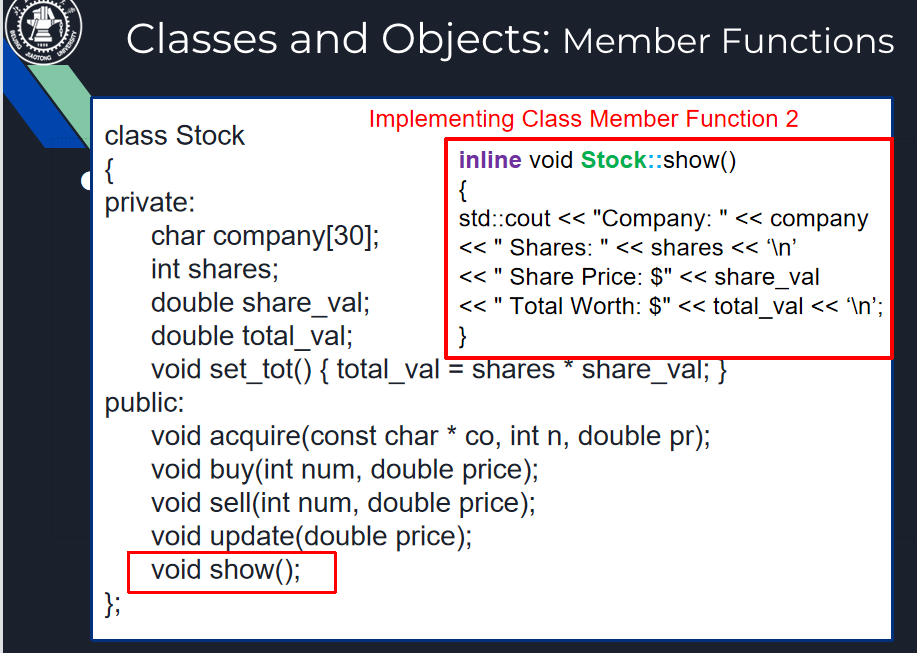 Classes and Objects: Member Functions
Implementing Class Member Function 2
class Stock
{
private:
char company[30];
int shares;
double share_val;
double total_val;
void set_tot() { total_val = shares * share_val; }
public:
void acquire(const char * co, int n, double pr);
void buy(int num, double price);
void sell(int num, double price);
void update(double price);
void show();
};
inline void Stock::show()
{
std::cout << "Company: " << company
<< " Shares: " << shares << ‘\n’
<< " Share Price: $" << share_val
<< " Total Worth: $" << total_val << ‘\n’;
}